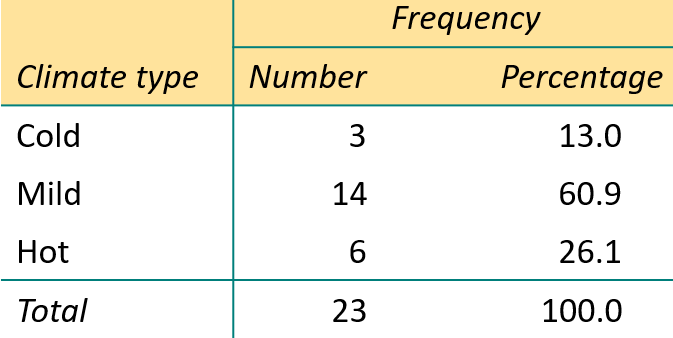 Frequency
Climate type Number Percentage
Cold 3 13.0
Mild 14 60.9
Hot 6 26.1
Total 23 100.0